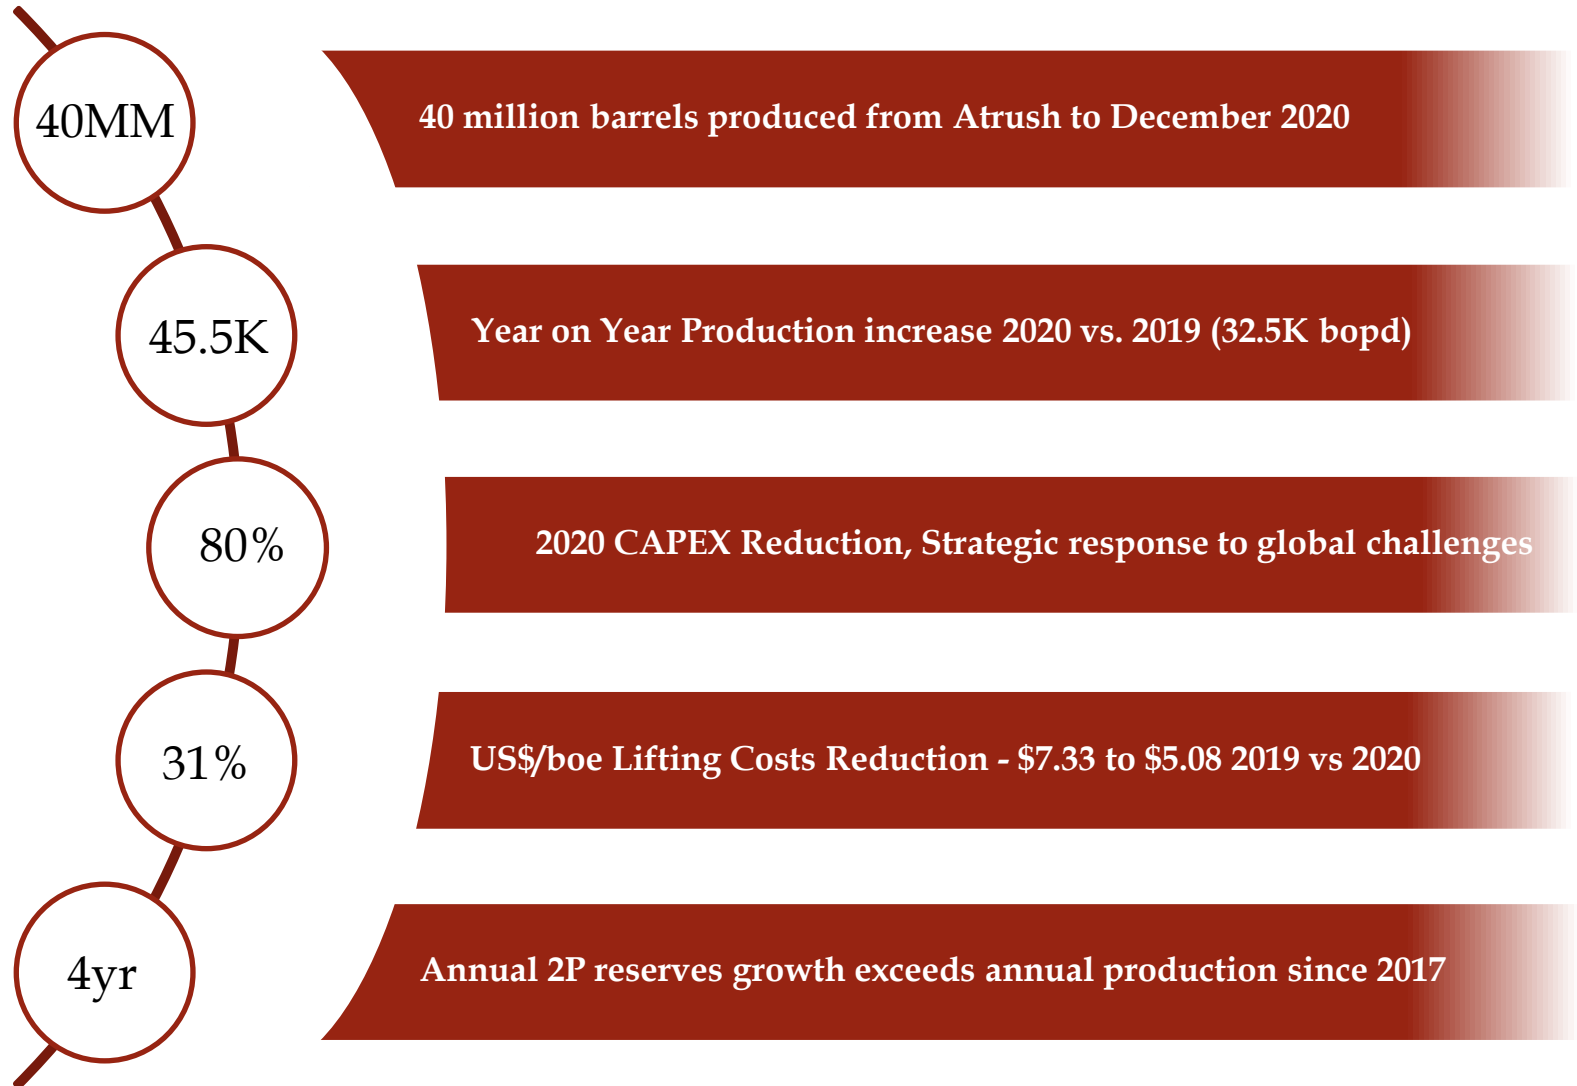 40MM
40 million barrels produced from Atrush to December 2020
45.5K
Year on Year Production increase 2020 vs. 2019 (32.5K bopd)
80%
2020 CAPEX Reduction, Strategic response to global challenges
31%
US$/boe Lifting Costs Reduction - $7.33 to $5.08 2019 vs 2020
4yr
Annual 2P reserves growth exceeds annual production since 2017